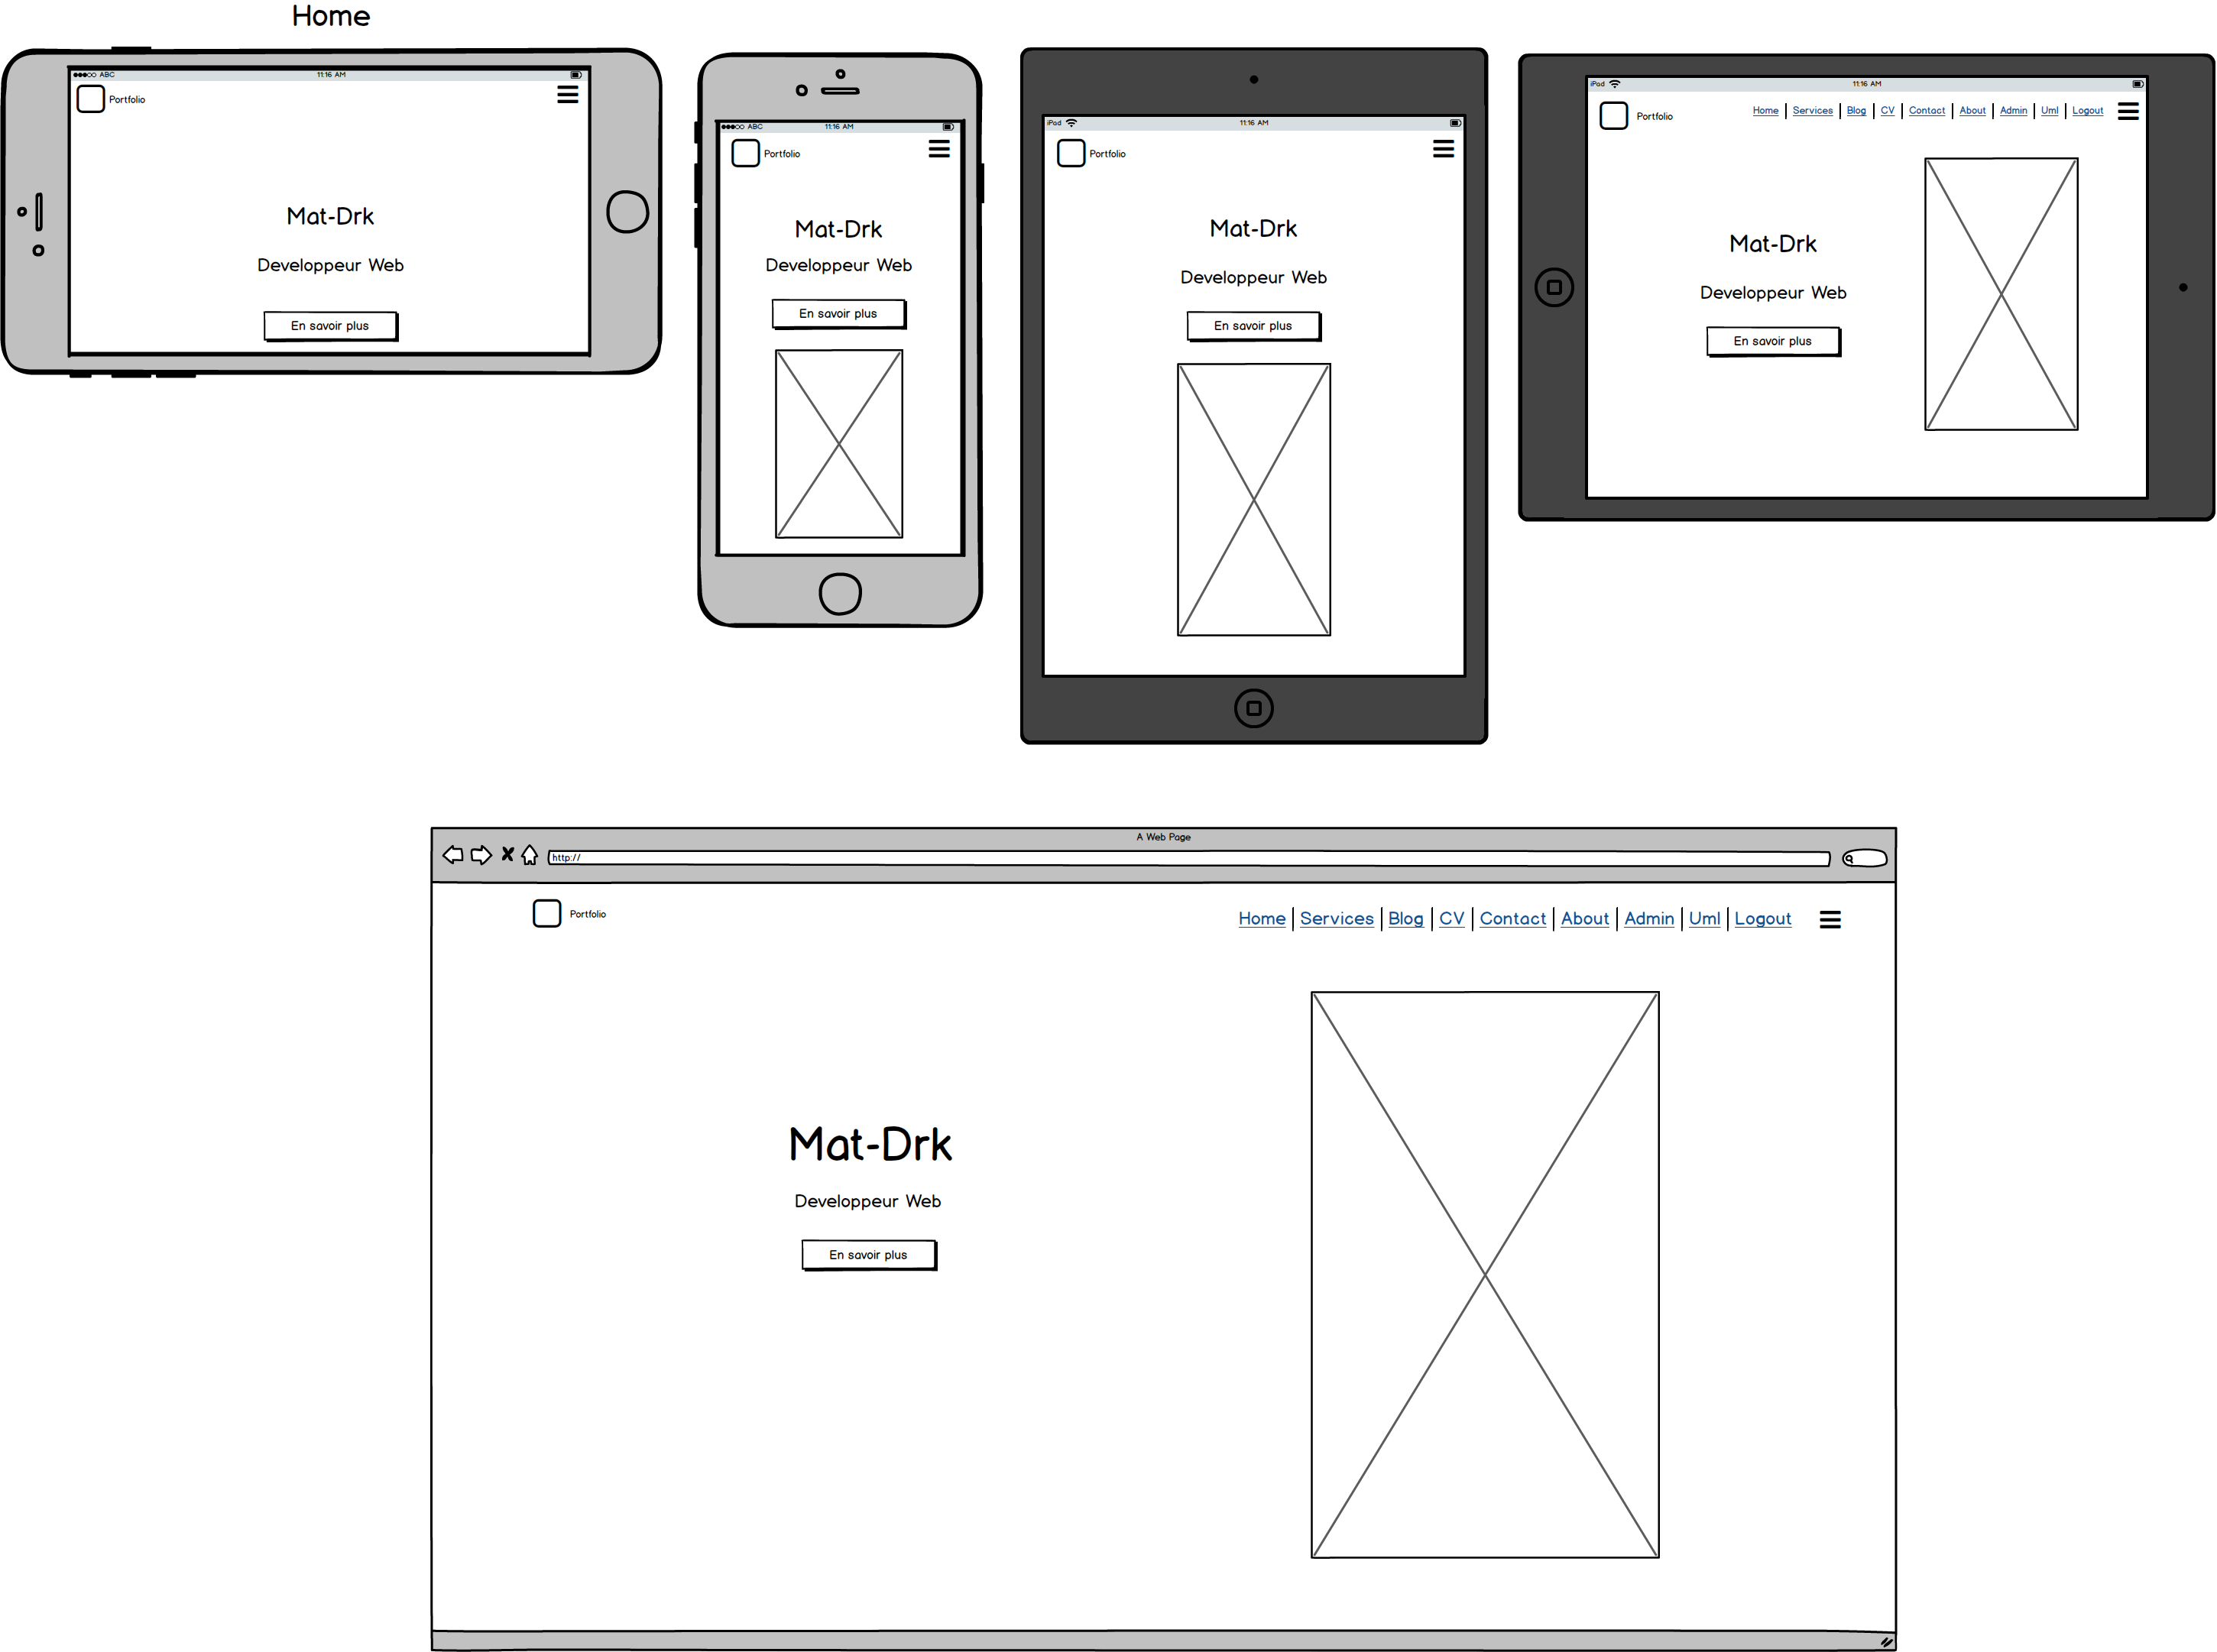 Home
●●●○○ ABC 11:16 AM
Portfolio
Mat-Drk
Developpeur Web
En savoir plus
●●●○○ ABC 11:16 AM
Portfolio
Mat-Drk
Developpeur Web
En savoir plus
iPad 11:16 AM
Portfolio
Mat-Drk
Developpeur Web
En savoir plus
iPad 11:16 AM
Portfolio Home | Services | Blog | CV | Contact | About | Admin | Uml | Logout
Mat-Drk
Developpeur Web
En savoir plus
A Web Page
http://
Portfolio Home | Services | Blog | CV | Contact | About | Admin | Uml | Logout
Mat-Drk
Developpeur Web
En savoir plus